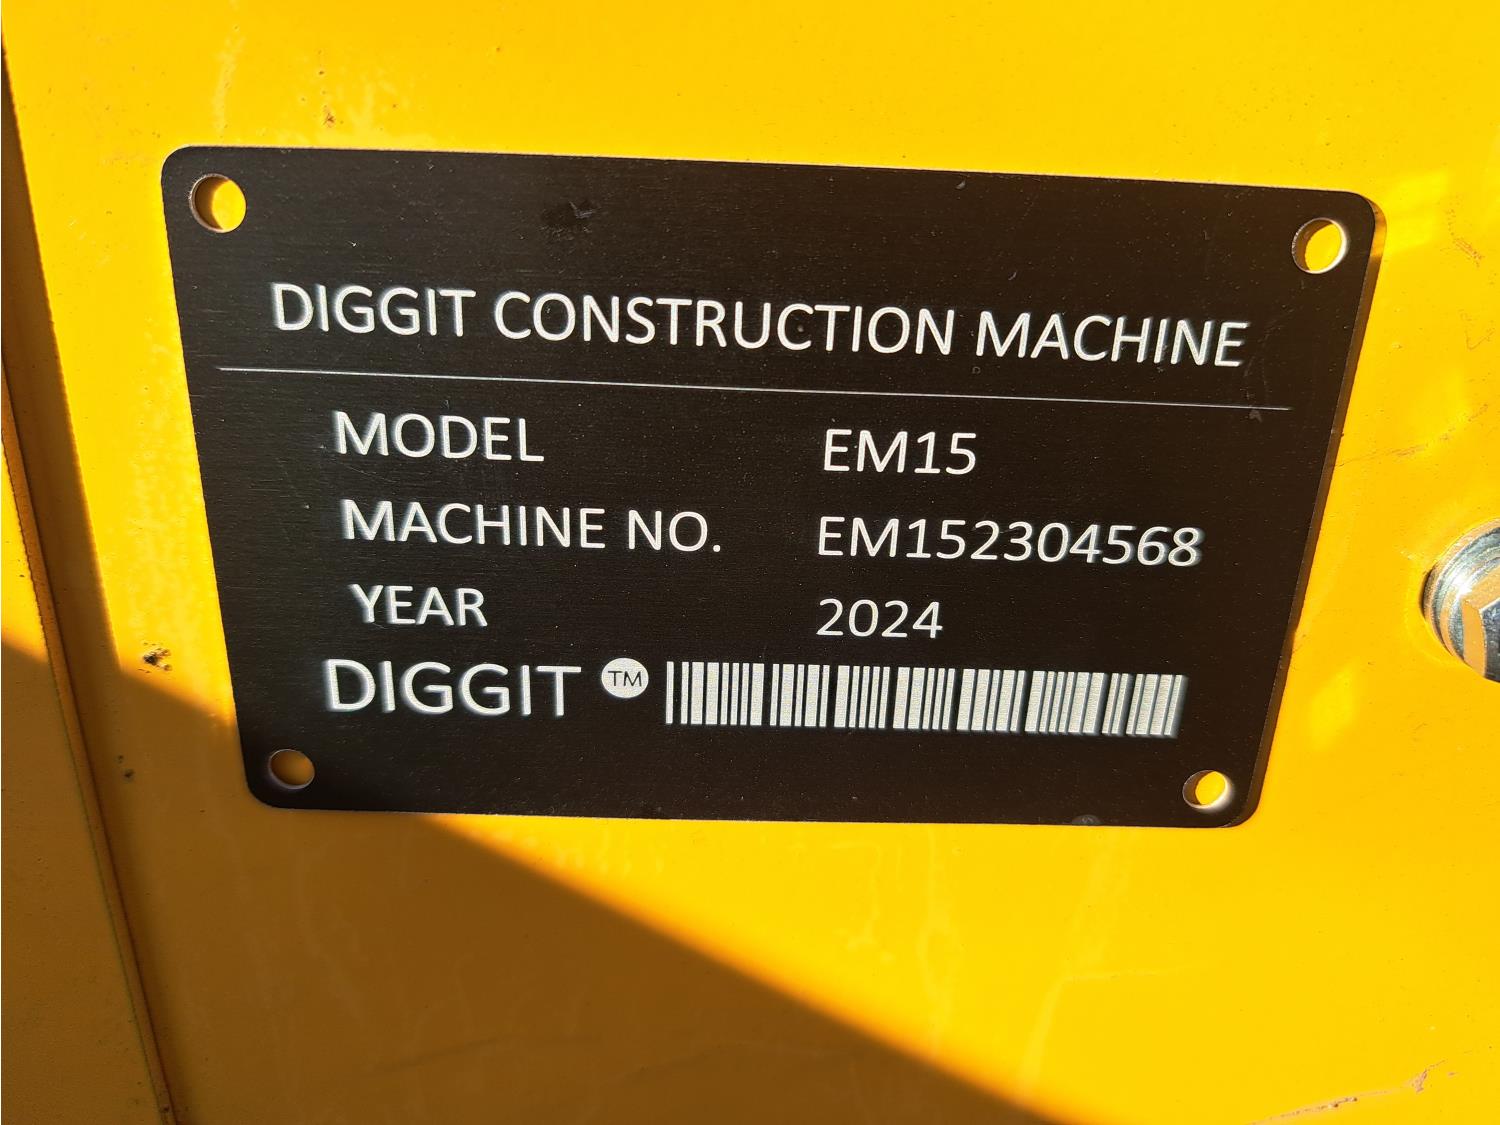 DIGGIT CONSTRUCTION MACHINE
MODEL EM15
MACHINE NO. EM152304568
YEAR 2024
DIGGIT TM